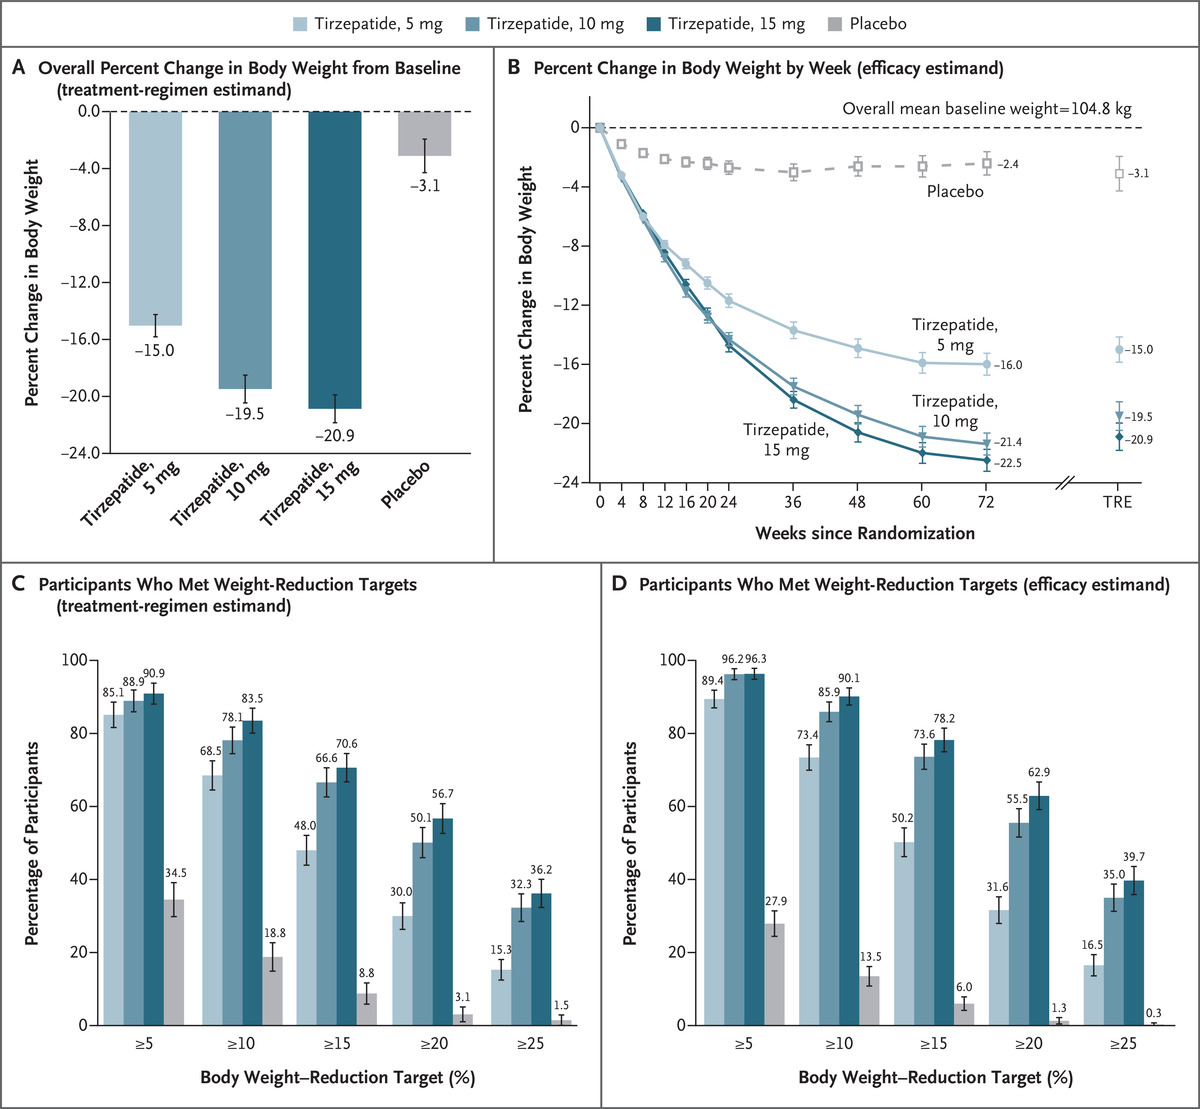 Tirzepatide, 5 mg Tirzepatide, 10 mg Tirzepatide, 15 mg Placebo
A Overall Percent Change in Body Weight from Baseline
(treatment-regimen estimand)
Percent Change in Body Weight
0.0
−4.0
−8.0
−12.0
−16.0
−20.0
−24.0
−15.0
−19.5
−20.9
−3.1
Tirzepatide,
5 mg
Tirzepatide,
10 mg
Tirzepatide,
15 mg
Placebo
B Percent Change in Body Weight by Week (efficacy estimand)
Overall mean baseline weight=104.8 kg
Percent Change in Body Weight
0
−4
−8
−12
−16
−20
−24
−2.4
−3.1
Placebo
Tirzepatide,
5 mg
−16.0
−15.0
Tirzepatide,
10 mg
−21.4
−19.5
Tirzepatide,
15 mg
−22.5
−20.9
0 4 8 12 16 20 24 36 48 60 72 TRE
Weeks since Randomization
C Participants Who Met Weight-Reduction Targets
(treatment-regimen estimand)
Percentage of Participants
100
80
60
40
20
0
85.1 88.9 90.9 34.5
68.5 78.1 83.5 18.8
48.0 66.6 70.6 8.8
30.0 50.1 56.7 3.1
15.3 32.3 36.2 1.5
≥5 ≥10 ≥15 ≥20 ≥25
Body Weight–Reduction Target (%)
D Participants Who Met Weight-Reduction Targets (efficacy estimand)
Percentage of Participants
100
80
60
40
20
0
89.4 96.2 96.3 27.9
73.4 85.9 90.1 13.5
50.2 73.6 78.2 6.0
31.6 55.5 62.9 1.3
16.5 35.0 39.7 0.3
≥5 ≥10 ≥15 ≥20 ≥25
Body Weight–Reduction Target (%)